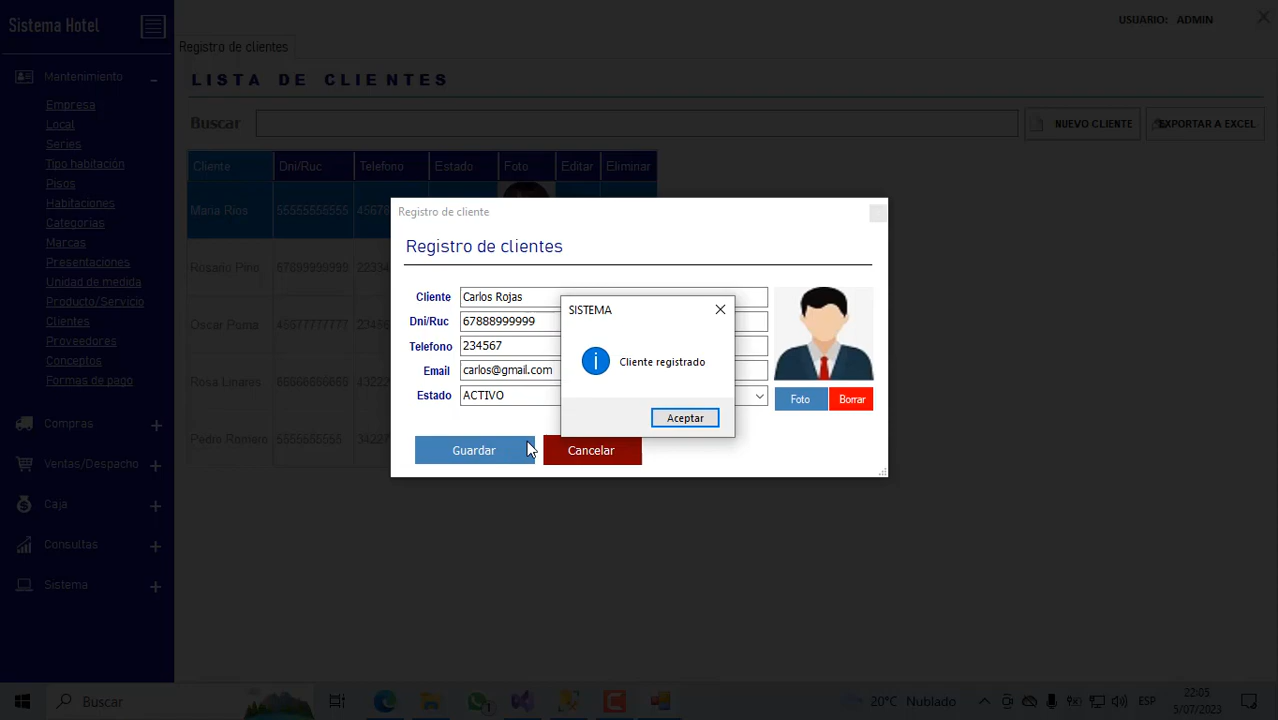 Sistema Hotel
USUARIO: ADMIN
Registro de clientes
LISTA DE CLIENTES
Buscar
NUEVO CLIENTE
EXPORTAR A EXCEL
Mantenimiento
Empresa
Local
Series
Tipo habitación
Pisos
Habitaciones
Categorías
Marcas
Presentaciones
Unidad de medida
Producto/Servicio
Clientes
Proveedores
Conceptos
Formas de pago
Compras
Ventas/Despacho
Caja
Consultas
Sistema
Cliente Dni/Ruc Telefono Estado Foto Editar Eliminar
Maria Rios 55555555555
Rosario Pino 67899999999
Oscar Poma
Rosa Linares
Pedro Romero
Registro de cliente
Registro de clientes
Cliente Carlos Rojas
Dni/Ruc 67888999999
Telefono 234567
Email carlos@gmail.com
Estado ACTIVO
Foto Borrar
Guardar Cancelar
SISTEMA
Cliente registrado
Aceptar
Buscar
1
20°C Nublado
ESP
22:05
5/07/2023